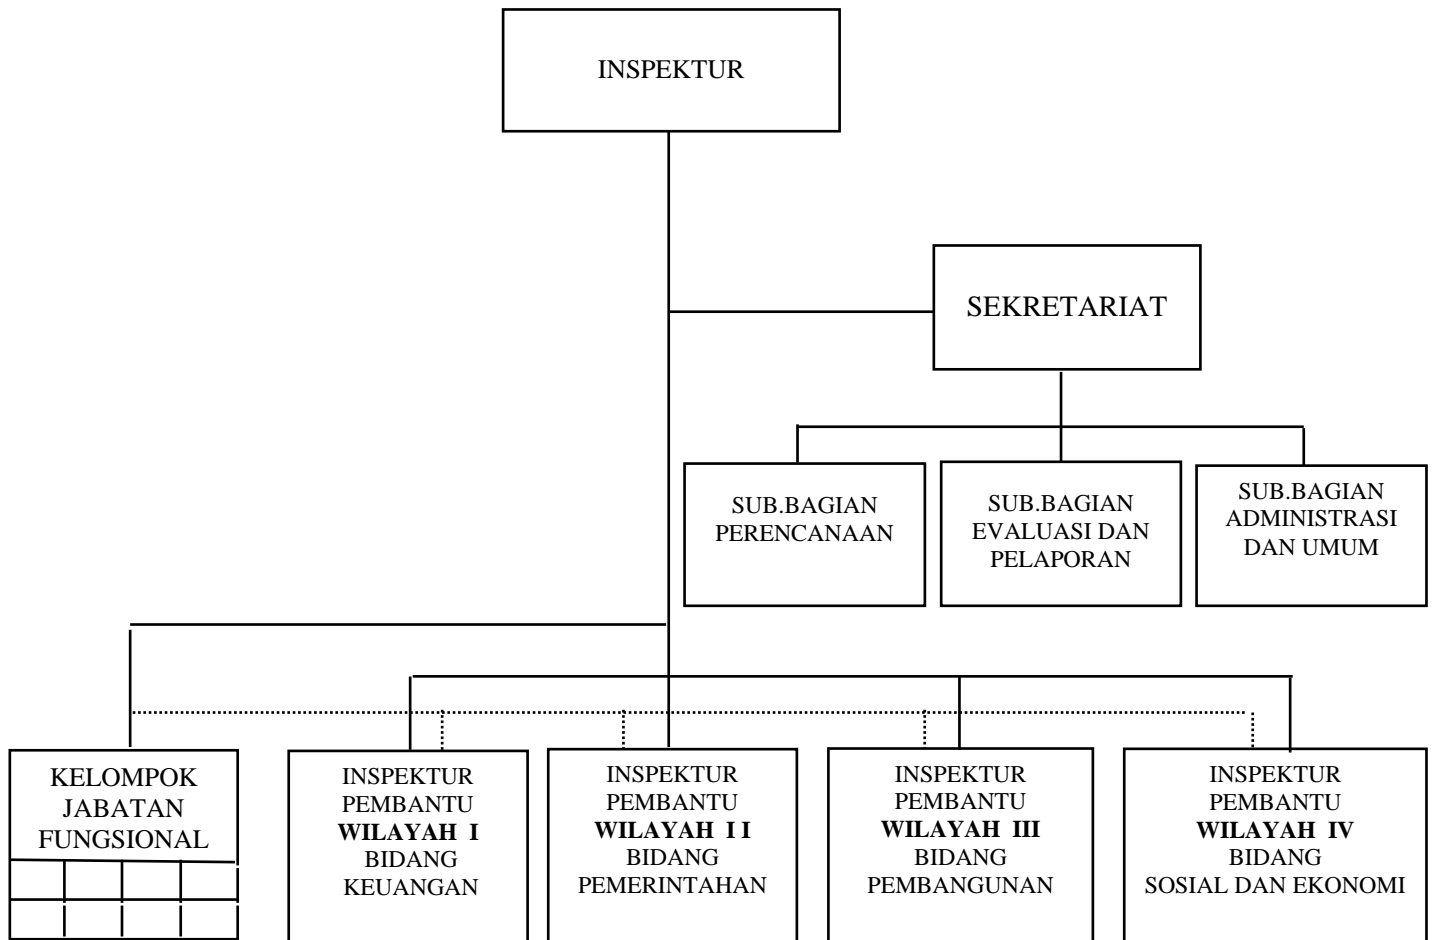 INSPEKTUR
SEKRETARIAT
SUB.BAGIAN
PERENCANAAN
SUB.BAGIAN
EVALUASI DAN
PELAPORAN
SUB.BAGIAN
ADMINISTRASI
DAN UMUM
KELOMPOK
JABATAN
FUNGSIONAL
INSPEKTUR
PEMBANTU
WILAYAH I
BIDANG
KEUANGAN
INSPEKTUR
PEMBANTU
WILAYAH I I
BIDANG
PEMERINTAHAN
INSPEKTUR
PEMBANTU
WILAYAH III
BIDANG
PEMBANGUNAN
INSPEKTUR
PEMBANTU
WILAYAH IV
BIDANG
SOSIAL DAN EKONOMI